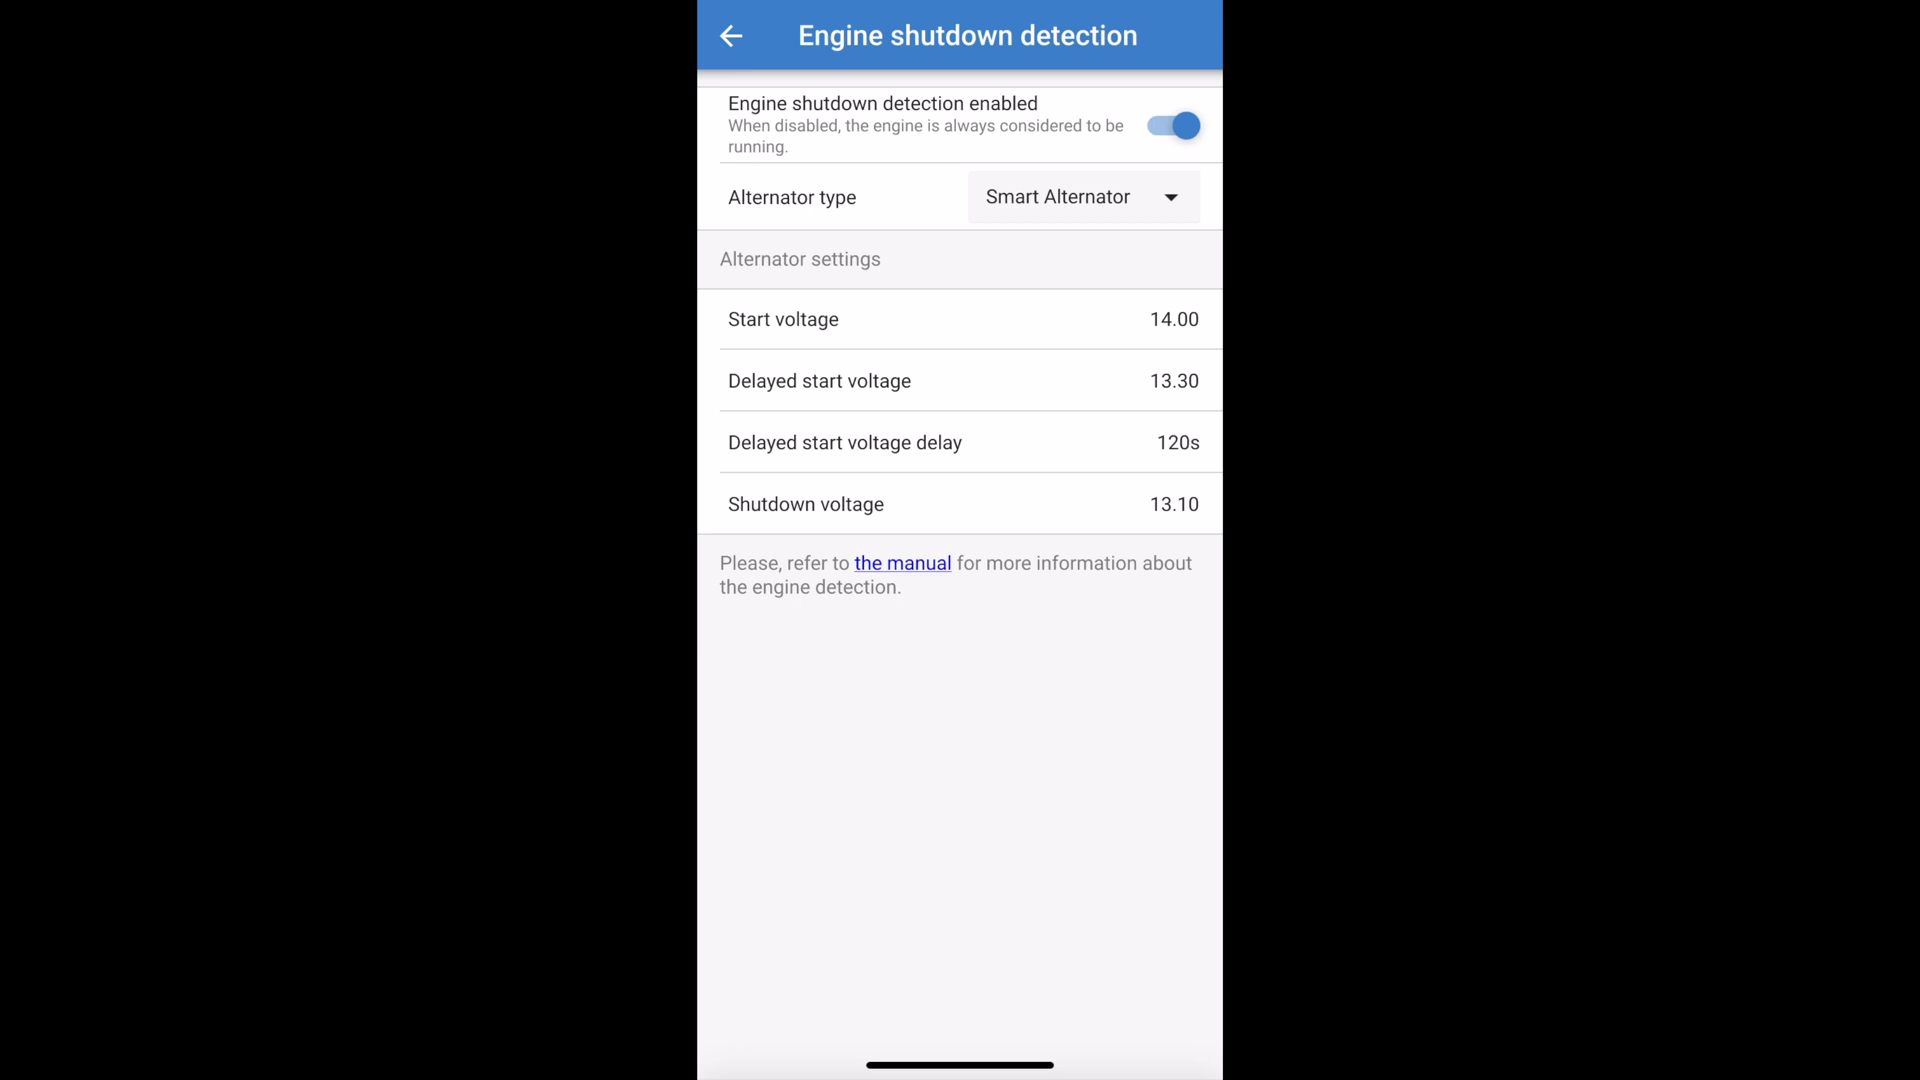 Engine shutdown detection
Engine shutdown detection enabled
When disabled, the engine is always considered to be
running.
Alternator type
Smart Alternator
Alternator settings
Start voltage
14.00
Delayed start voltage
13.30
Delayed start voltage delay
120s
Shutdown voltage
13.10
Please, refer to the manual for more information about
the engine detection.